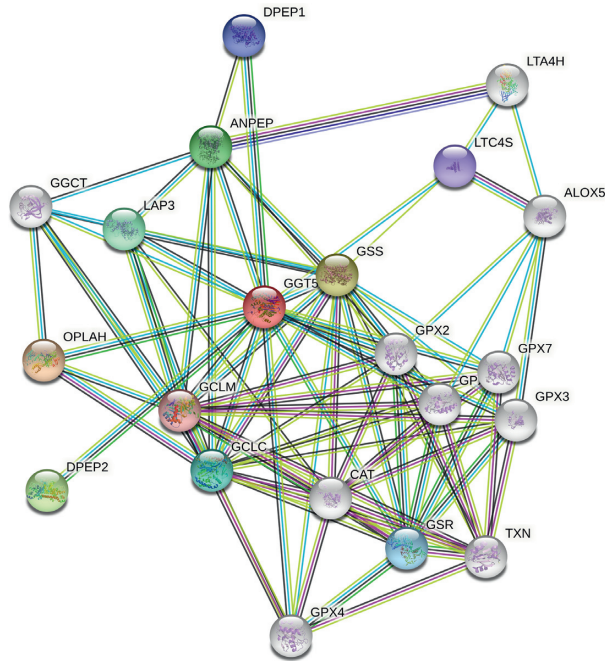 DPEP1
LTA4H
ANPEP
LTC4S
GGCT
ALOX5
LAP3
GSS
GGT5
OPLAH
GPX2
GPX7
GCLM
GPX3
GCLC
DPEP2
CAT
GSR
TXN
GPX4